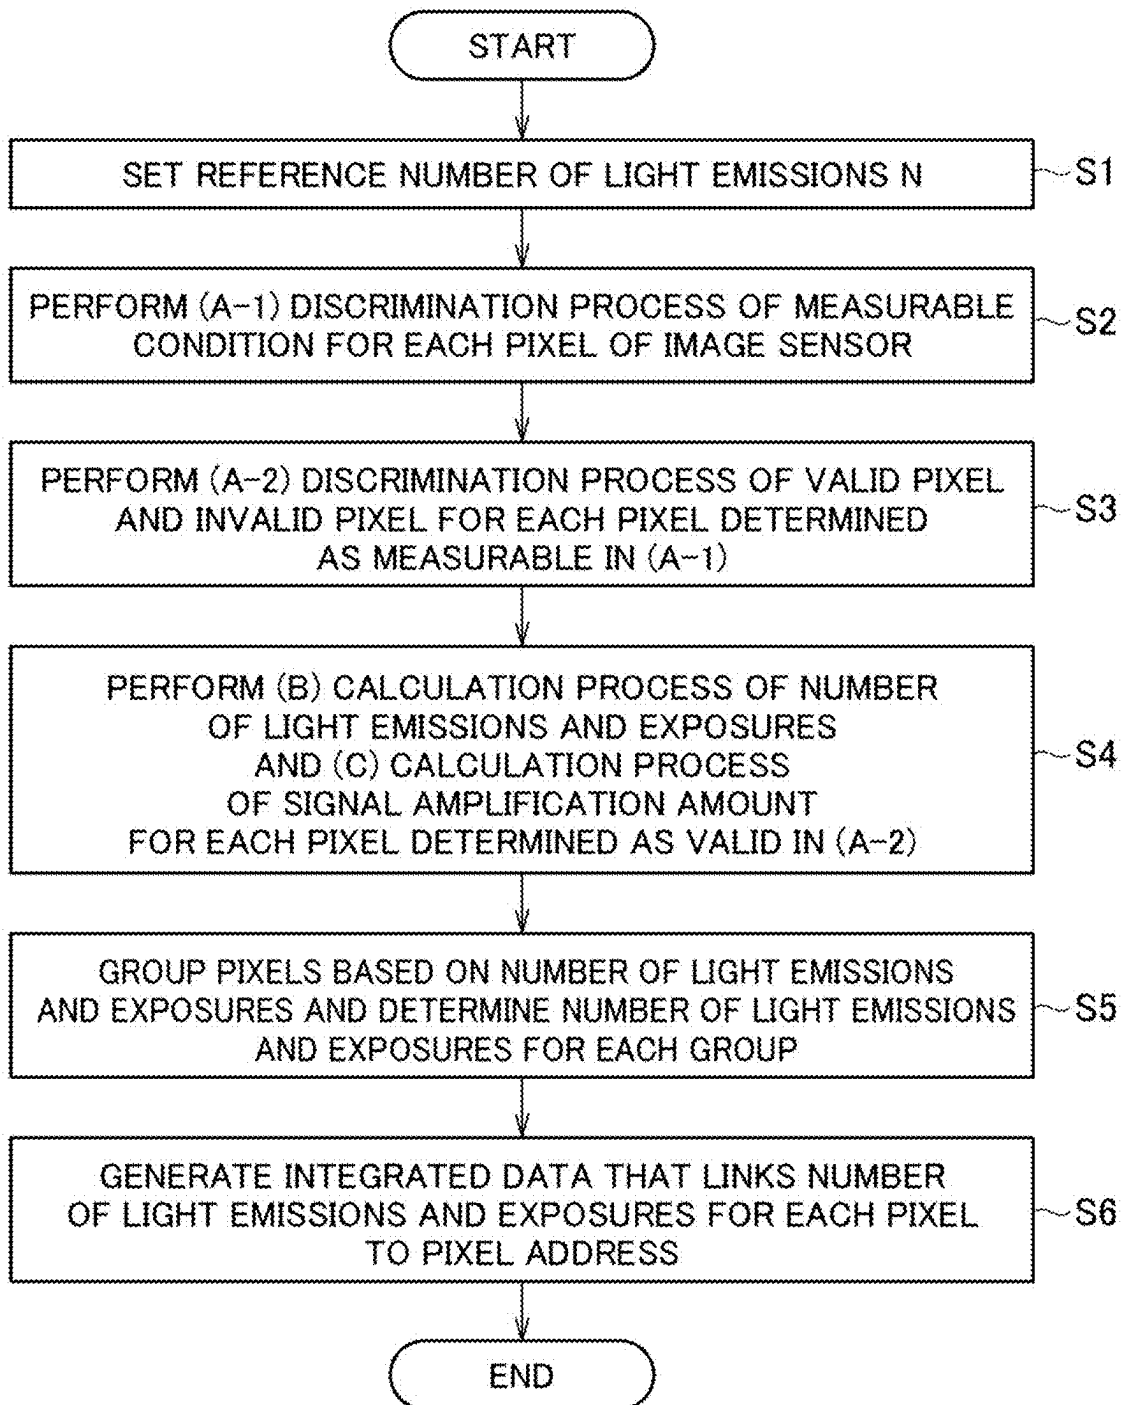 START
SET REFERENCE NUMBER OF LIGHT EMISSIONS N
S1
PERFORM (A-1) DISCRIMINATION PROCESS OF MEASURABLE
CONDITION FOR EACH PIXEL OF IMAGE SENSOR
S2
PERFORM (A-2) DISCRIMINATION PROCESS OF VALID PIXEL
AND INVALID PIXEL FOR EACH PIXEL DETERMINED
AS MEASURABLE IN (A-1)
S3
PERFORM (B) CALCULATION PROCESS OF NUMBER
OF LIGHT EMISSIONS AND EXPOSURES
AND (C) CALCULATION PROCESS
OF SIGNAL AMPLIFICATION AMOUNT
FOR EACH PIXEL DETERMINED AS VALID IN (A-2)
S4
GROUP PIXELS BASED ON NUMBER OF LIGHT EMISSIONS
AND EXPOSURES AND DETERMINE NUMBER OF LIGHT EMISSIONS
AND EXPOSURES FOR EACH GROUP
S5
GENERATE INTEGRATED DATA THAT LINKS NUMBER
OF LIGHT EMISSIONS AND EXPOSURES FOR EACH PIXEL
TO PIXEL ADDRESS
S6
END